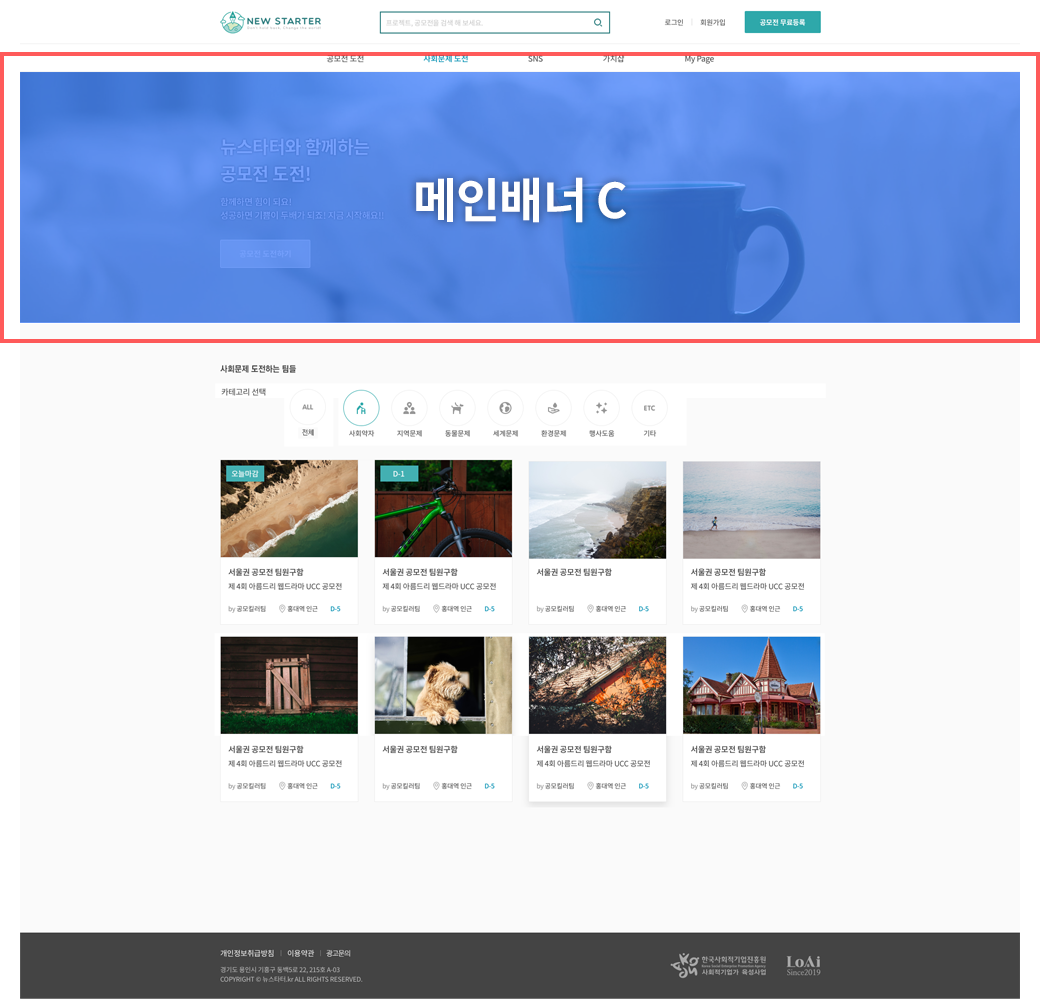 NEW STARTER
프로젝트, 공모전을 검색 해 보세요.
로그인 | 회원가입
공모전 무료등록
공모전 도전 사회문제 도전 SNS 가치샵 My Page
뉴스타터와 함께하는
공모전 도전!
함께하면 힘이 되요!
성공하면 기쁨이 두배가 되죠! 지금 시작해요!!
공모전 도전하기
메인배너 C
사회문제 도전하는 팀들
카테고리 선택
ALL ETC
전체 사회약자 지역문제 동물문제 세계문제 환경문제 행사도움 기타
오늘마감 D-1
서울권 공모전 팀원구함
제 4회 아름드리 웹드라마 UCC 공모전
by 공모킬러팀 홍대역 인근 D-5
서울권 공모전 팀원구함
제 4회 아름드리 웹드라마 UCC 공모전
by 공모킬러팀 홍대역 인근 D-5
서울권 공모전 팀원구함
by 공모킬러팀 홍대역 인근 D-5
서울권 공모전 팀원구함
제 4회 아름드리 웹드라마 UCC 공모전
by 공모킬러팀 홍대역 인근 D-5
서울권 공모전 팀원구함
제 4회 아름드리 웹드라마 UCC 공모전
by 공모킬러팀 홍대역 인근 D-5
서울권 공모전 팀원구함
by 공모킬러팀 홍대역 인근 D-5
서울권 공모전 팀원구함
제 4회 아름드리 웹드라마 UCC 공모전
by 공모킬러팀 홍대역 인근 D-5
서울권 공모전 팀원구함
제 4회 아름드리 웹드라마 UCC 공모전
by 공모킬러팀 홍대역 인근 D-5
개인정보취급방침 | 이용약관 | 광고문의
경기도 용인시 기흥구 동백5로 22, 215호 A-03
COPYRIGHT © 뉴스타터.kr ALL RIGHTS RESERVED.
한국사회적기업진흥원
Korea Social Enterprise Promotion Agency
사회적기업가 육성사업
LoAi
Since2019